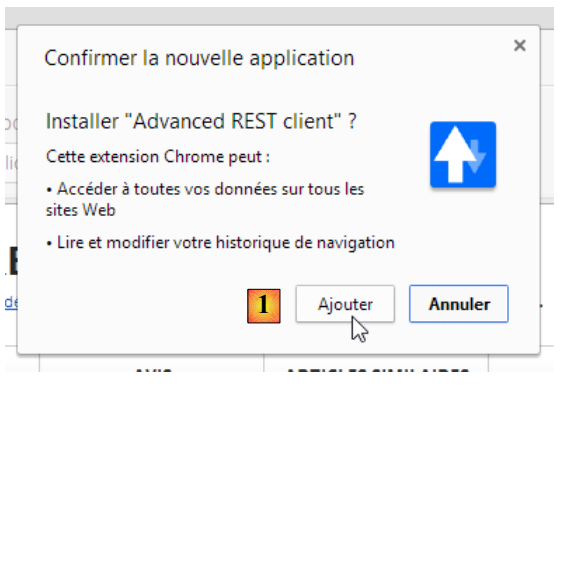 Confirmer la nouvelle application
Installer "Advanced REST client" ?
Cette extension Chrome peut :
• Accéder à toutes vos données sur tous les
sites Web
• Lire et modifier votre historique de navigation
1 Ajouter Annuler